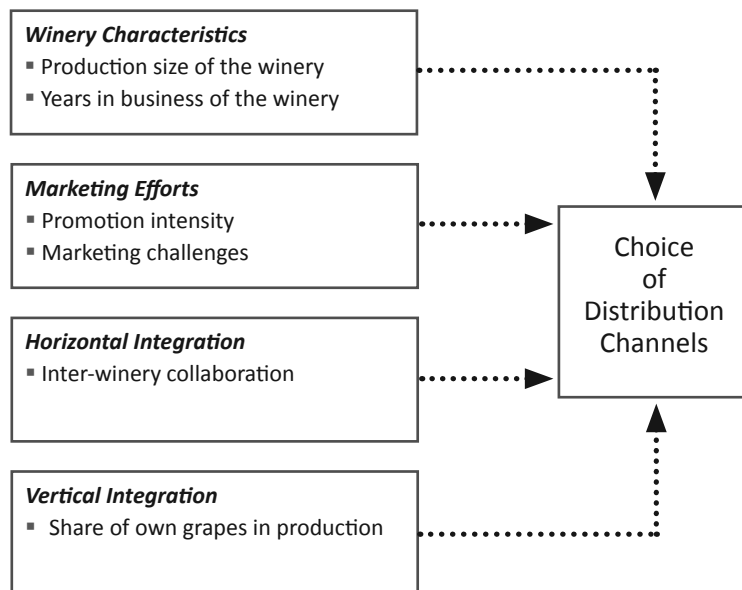 Winery Characteristics
▪ Production size of the winery
▪ Years in business of the winery
Marketing Efforts
▪ Promotion intensity
▪ Marketing challenges
Horizontal Integration
▪ Inter-winery collaboration
Vertical Integration
▪ Share of own grapes in production
Choice
of
Distribution
Channels